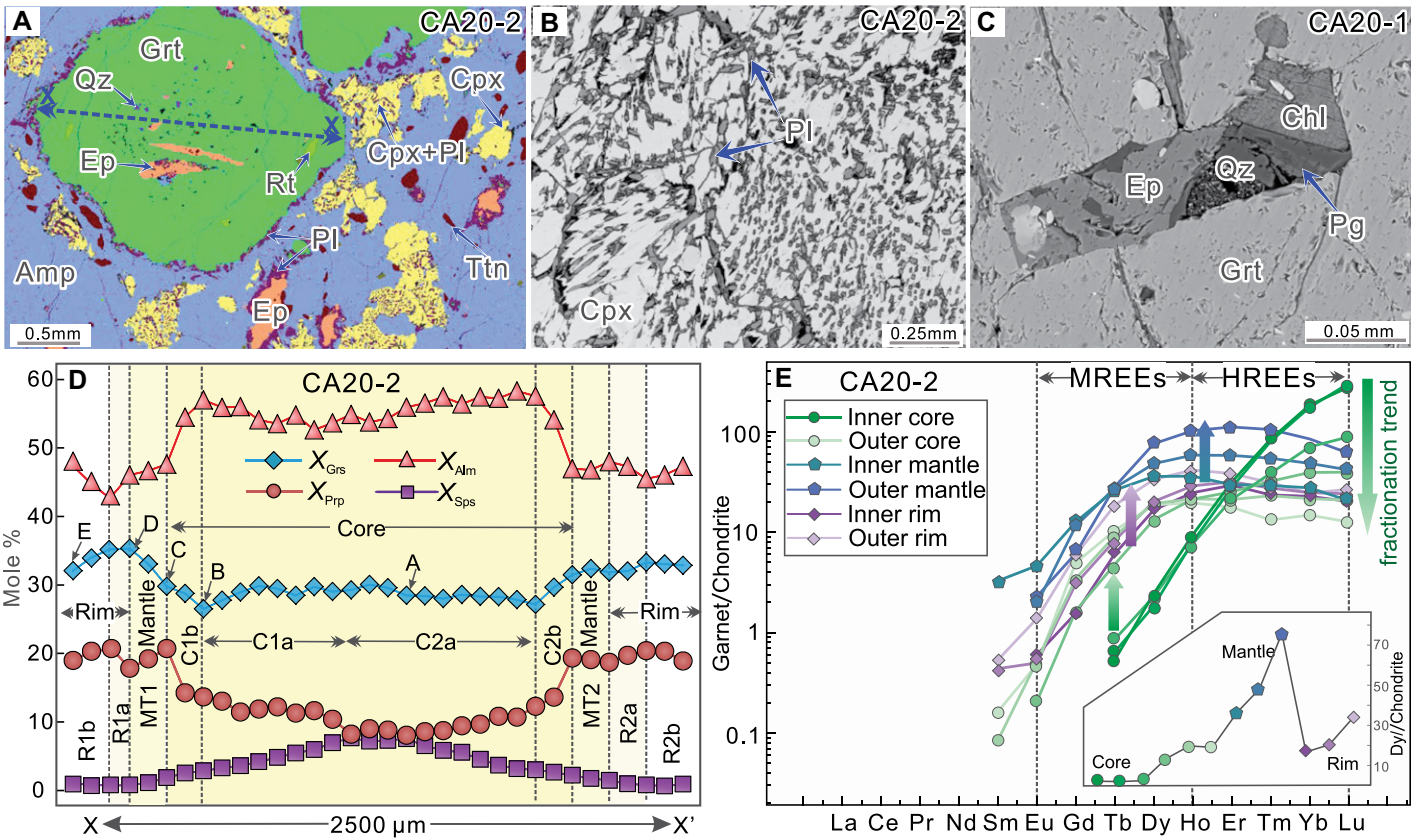 A
CA20-2
Grt
Qz
X
X'
Cpx
Cpx+Pl
Ep
Rt
Pl
Ttn
Amp
Ep
0.5mm
B
CA20-2
Pl
Cpx
0.25mm
C
CA20-1
Chl
Qz
Ep
Pg
Grt
0.05 mm
D
CA20-2
60
50
40
30
20
10
0
Mole %
XGrs
XAlm
XPrp
XSps
Core
E
D
C
B
A
Rim
Mantle
C1b
C1a
C2a
C2b
Mantle
Rim
R1b
R1a
MT1
MT2
R2a
R2b
X
2500 μm
X'
E
CA20-2
MREEs
HREEs
Inner core
Outer core
Inner mantle
Outer mantle
Inner rim
Outer rim
fractionation trend
Garnet/Chondrite
100
10
1
0.1
Core
Mantle
Rim
70
50
30
10
Dy//Chondrite
La Ce Pr Nd Sm Eu Gd Tb Dy Ho Er Tm Yb Lu